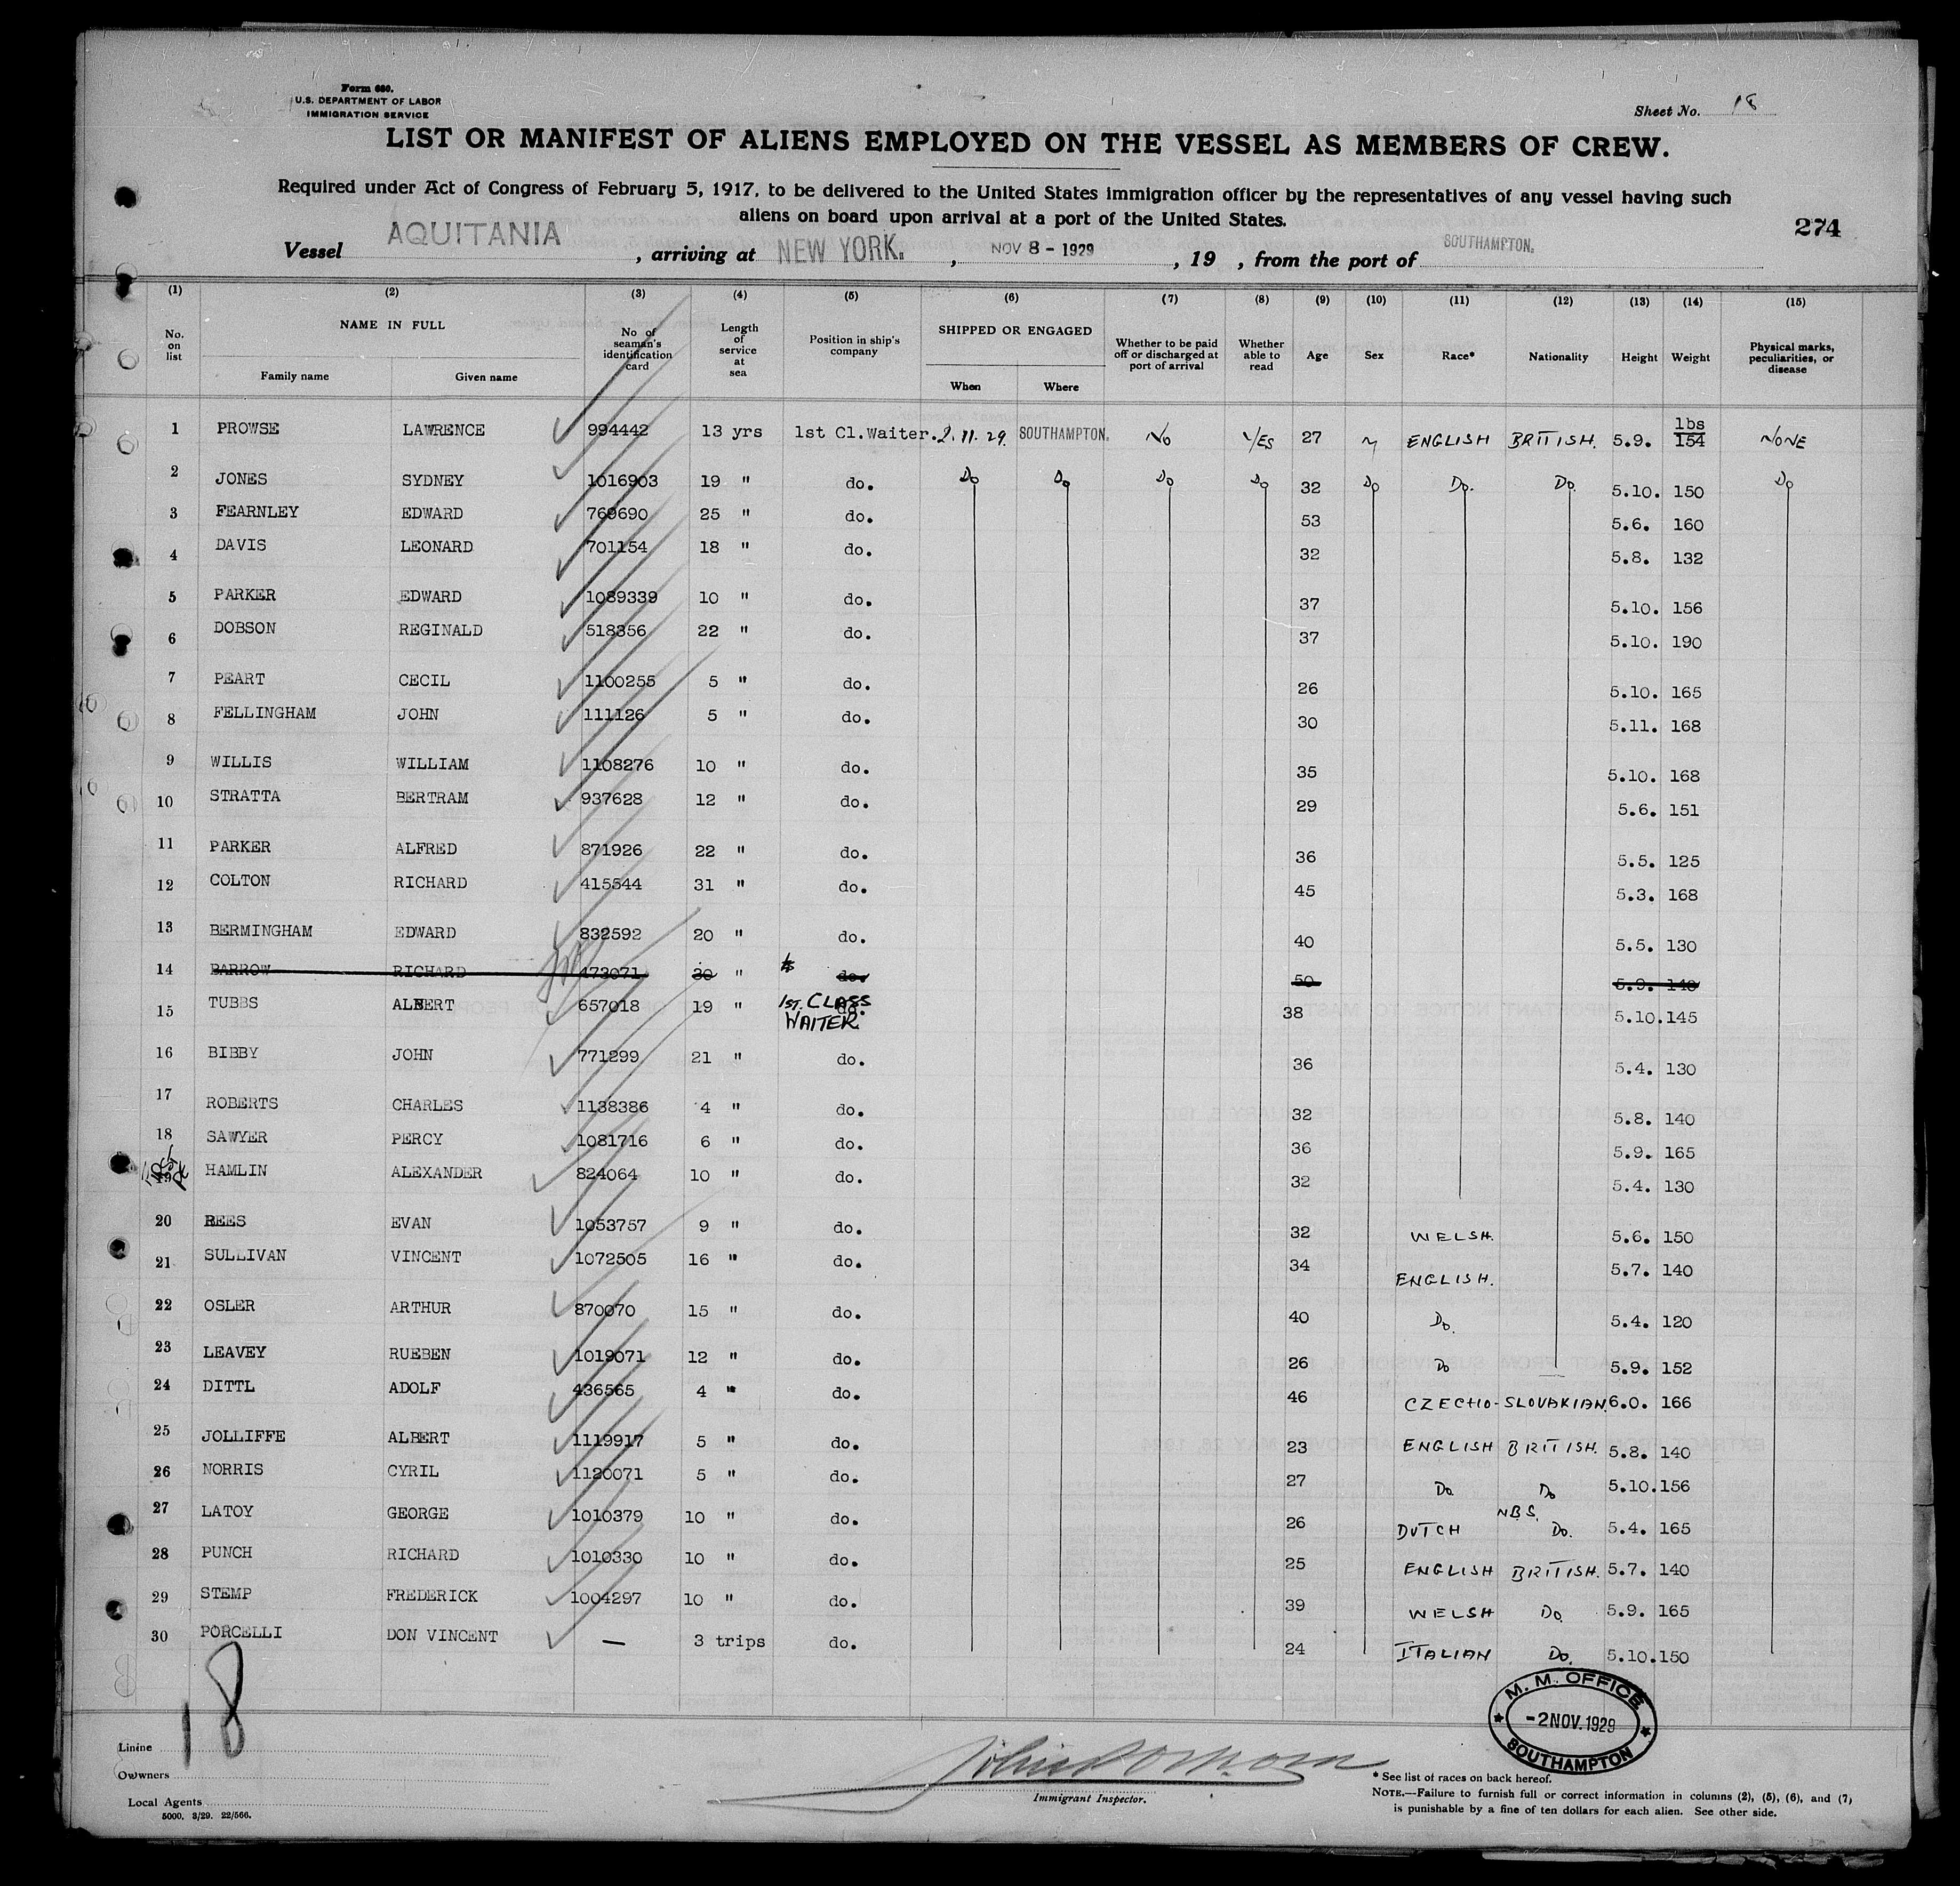 Form 680.
U.S. DEPARTMENT OF LABOR
IMMIGRATION SERVICE
Sheet No. 18
LIST OR MANIFEST OF ALIENS EMPLOYED ON THE VESSEL AS MEMBERS OF CREW.
Required under Act of Congress of February 5, 1917, to be delivered to the United States immigration officer by the representatives of any vessel having such
aliens on board upon arrival at a port of the United States.
274
Vessel AQUITANIA, arriving at NEW YORK., NOV 8 - 1929, 19 , from the port of SOUTHAMPTON.
(1) (2) (3) (4) (5) (6) (7) (8) (9) (10) (11) (12) (13) (14) (15)
No. on list NAME IN FULL Family name Given name No of seaman's identification card Length of service at sea Position in ship's company SHIPPED OR ENGAGED When Where Whether to be paid off or discharged at port of arrival Whether able to read Age Sex Race* Nationality Height Weight Physical marks, peculiarities, or disease
1 PROWSE LAWRENCE 994442 13 yrs 1st Cl.Waiter. 2.11.29. SOUTHAMPTON. No YES 27 M ENGLISH BRITISH. 5.9. lbs 154 NONE
2 JONES SYDNEY 1016903 19 " do. Do Do Do Do 32 Do Do. Do. 5.10. 150 Do
3 FEARNLEY EDWARD 769690 25 " do. 53 5.6. 160
4 DAVIS LEONARD 701154 18 " do. 32 5.8. 132
5 PARKER EDWARD 1089339 10 " do. 37 5.10. 156
6 DOBSON REGINALD 518356 22 " do. 37 5.10. 190
7 PEART CECIL 1100255 5 " do. 26 5.10. 165
8 FELLINGHAM JOHN 111126 5 " do. 30 5.11. 168
9 WILLIS WILLIAM 1108276 10 " do. 35 5.10. 168
10 STRATTA BERTRAM 937628 12 " do. 29 5.6. 151
11 PARKER ALFRED 871926 22 " do. 36 5.5. 125
12 COLTON RICHARD 415544 31 " do. 45 5.3. 168
13 BERMINGHAM EDWARD 832592 20 " do. 40 5.5. 130
14 BARROW RICHARD 473071 30 " do. 50 5.9. 140
15 TUBBS ALBERT 657018 19 " 1ST. CLASS WAITER. do. 38 5.10. 145
16 BIBBY JOHN 771299 21 " do. 36 5.4. 130
17 ROBERTS CHARLES 1138386 4 " do. 32 5.8. 140
18 SAWYER PERCY 1081716 6 " do. 36 5.9. 165
19 HAMLIN ALEXANDER 824064 10 " do. 32 5.4. 130
20 REES EVAN 1053757 9 " do. 32 WELSH. 5.6. 150
21 SULLIVAN VINCENT 1072505 16 " do. 34 ENGLISH. 5.7. 140
22 OSLER ARTHUR 870070 15 " do. 40 Do. 5.4. 120
23 LEAVEY RUEBEN 1019071 12 " do. 26 Do 5.9. 152
24 DITTL ADOLF 436565 4 " do. 46 CZECHO-SLOVAKIAN. 6.0. 166
25 JOLLIFFE ALBERT 1119917 5 " do. 23 ENGLISH BRITISH. 5.8. 140
26 NORRIS CYRIL 1120071 5 " do. 27 Do. Do 5.10. 156
27 LATOY GEORGE 1010379 10 " do. 26 DUTCH N.B.S. Do. 5.4. 165
28 PUNCH RICHARD 1010330 10 " do. 25 ENGLISH BRITISH. 5.7. 140
29 STEMP FREDERICK 1004297 10 " do. 39 WELSH Do. 5.9. 165
30 PORCELLI DON VINCENT — 3 trips do. 24 ITALIAN Do. 5.10. 150
18
M. M. OFFICE
-2 NOV. 1929
SOUTHAMPTON
Linine
Owners
Local Agents
5000. 3/29. 22/566.
Immigrant Inspector.
* See list of races on back hereof.
NOTE.—Failure to furnish full or correct information in columns (2), (5), (6), and (7)
is punishable by a fine of ten dollars for each alien. See other side.